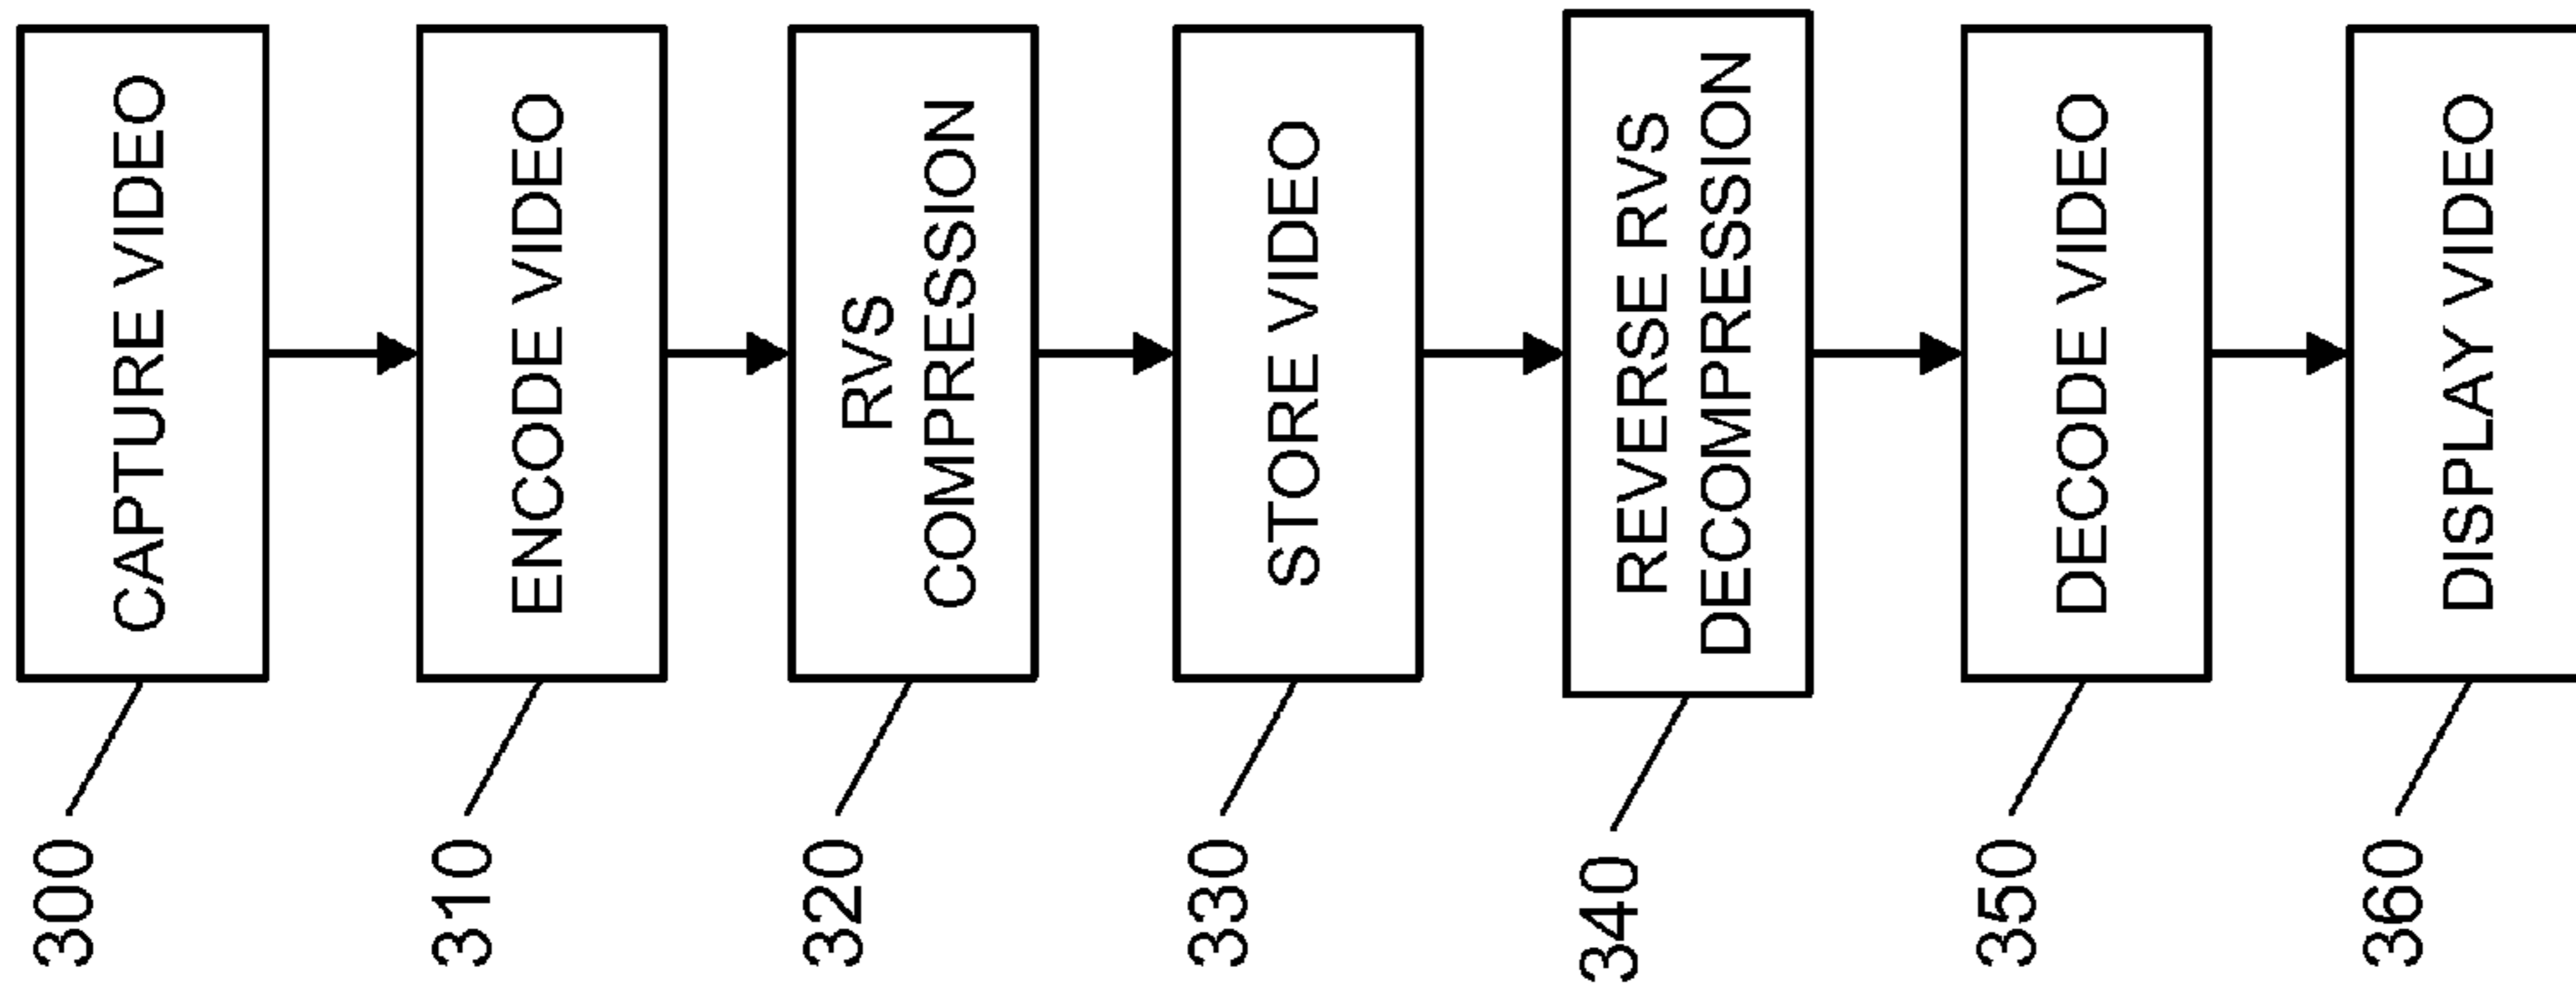 300
CAPTURE VIDEO
310
ENCODE VIDEO
320
RVS
COMPRESSION
330
STORE VIDEO
340
REVERSE RVS
DECOMPRESSION
350
DECODE VIDEO
360
DISPLAY VIDEO